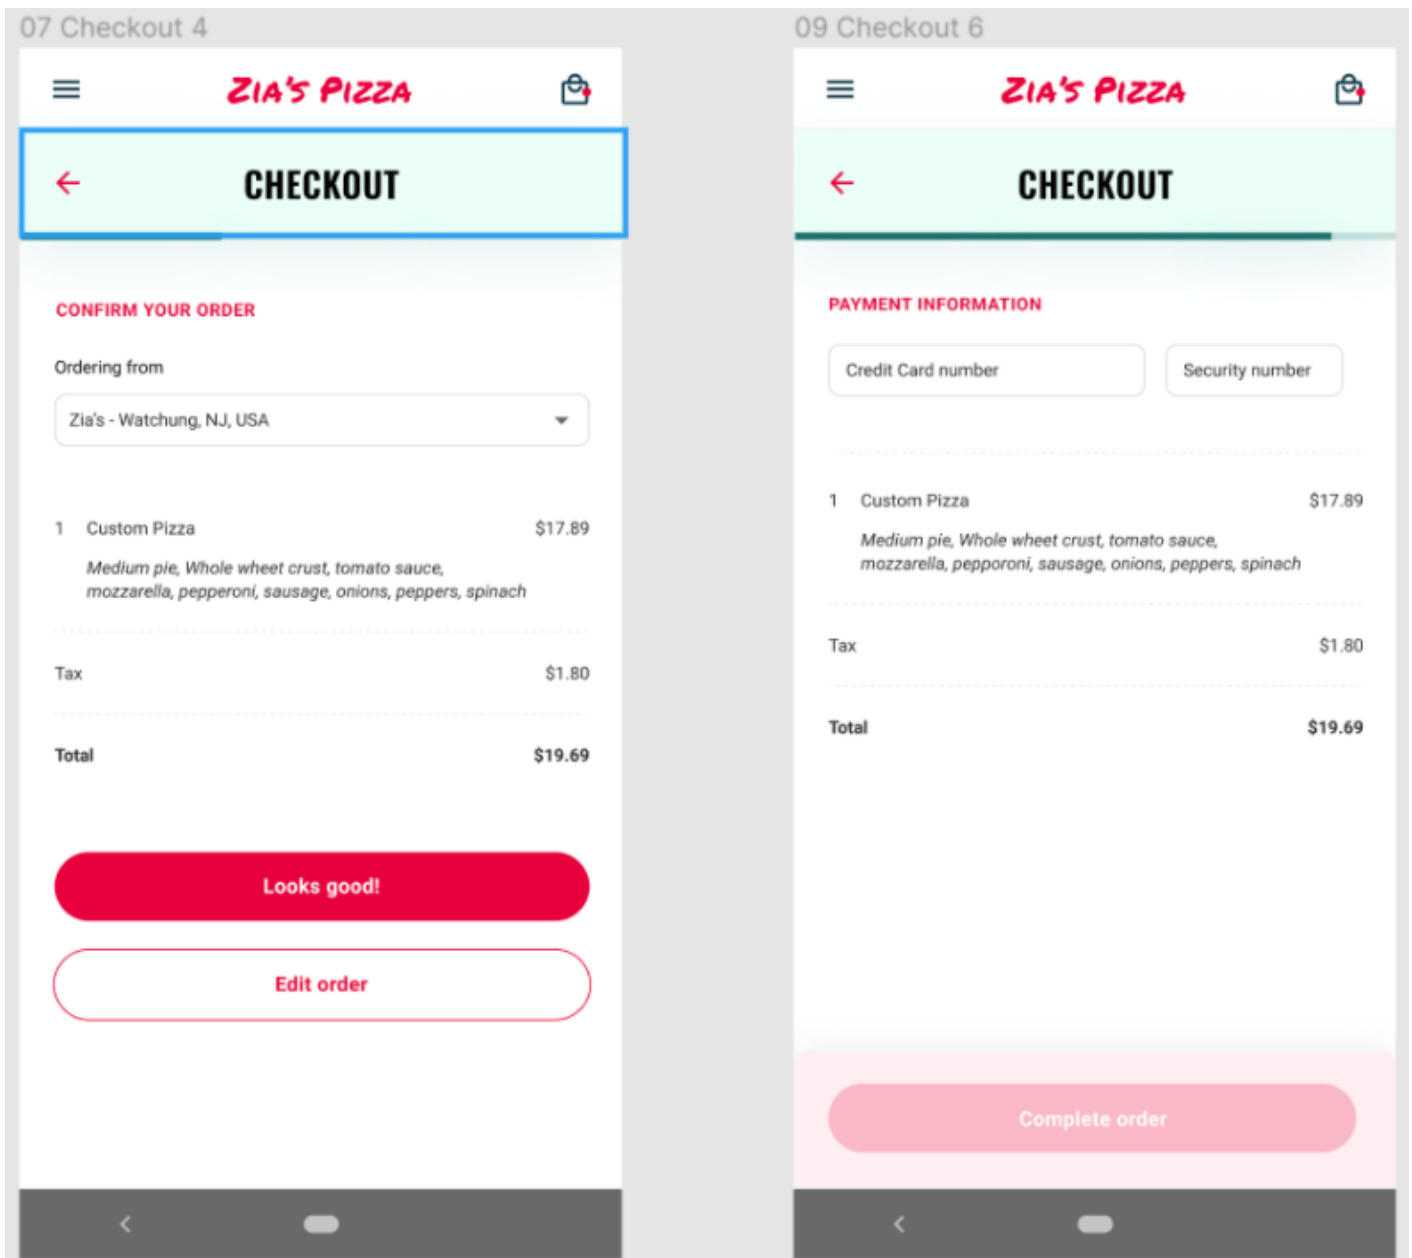 07 Checkout 4
ZIA'S PIZZA
CHECKOUT
CONFIRM YOUR ORDER
Ordering from
Zia's - Watchung, NJ, USA
1 Custom Pizza $17.89
Medium pie, Whole wheet crust, tomato sauce,
mozzarella, pepperoni, sausage, onions, peppers, spinach
Tax $1.80
Total $19.69
Looks good!
Edit order
09 Checkout 6
ZIA'S PIZZA
CHECKOUT
PAYMENT INFORMATION
Credit Card number Security number
1 Custom Pizza $17.89
Medium pie, Whole wheet crust, tomato sauce,
mozzarella, pepporoni, sausage, onions, peppers, spinach
Tax $1.80
Total $19.69
Complete order